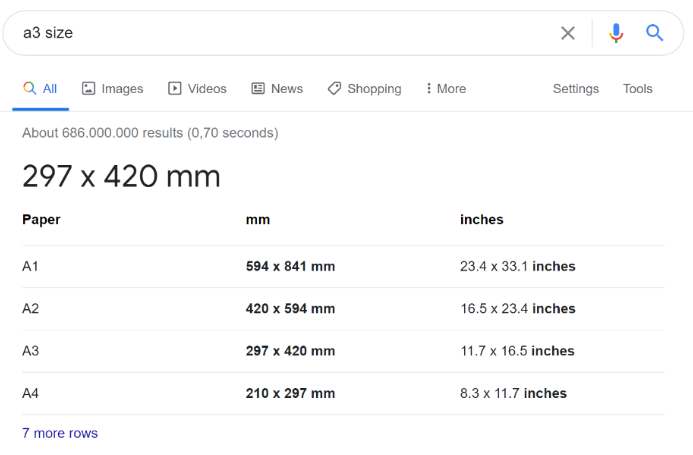 a3 size
All Images Videos News Shopping More Settings Tools
About 686.000.000 results (0,70 seconds)
297 x 420 mm
Paper mm inches
A1 594 x 841 mm 23.4 x 33.1 inches
A2 420 x 594 mm 16.5 x 23.4 inches
A3 297 x 420 mm 11.7 x 16.5 inches
A4 210 x 297 mm 8.3 x 11.7 inches
7 more rows